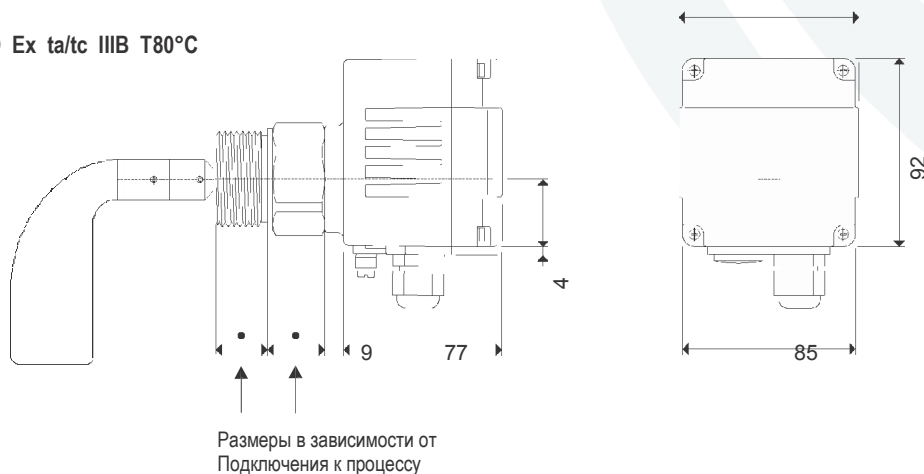 Ex ta/tc IIIB T80°C
92
4
9 77
85
Размеры в зависимости от
Подключения к процессу